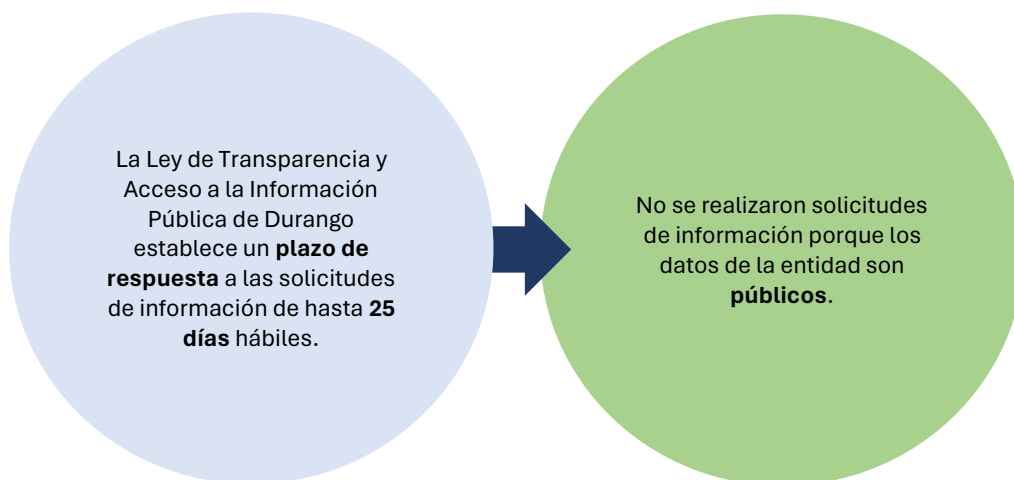 La Ley de Transparencia y
Acceso a la Información
Pública de Durango
establece un plazo de
respuesta a las solicitudes
de información de hasta 25
días hábiles.
No se realizaron solicitudes
de información porque los
datos de la entidad son
públicos.